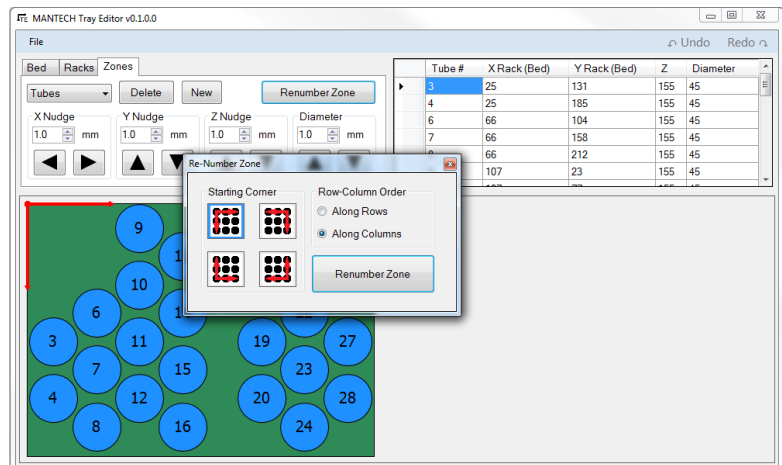 MANTECH Tray Editor v0.1.0.0
File
Undo Redo
Bed Racks Zones
Tubes Delete New Renumber Zone
X Nudge Y Nudge Z Nudge Diameter
1.0 mm 1.0 mm 1.0 mm 1.0 mm
Tube # X Rack (Bed) Y Rack (Bed) Z Diameter
3 25 131 155 45
4 25 185 155 45
6 66 104 155 45
7 66 158 155 45
66 212 155 45
107 23 155 45
Re-Number Zone
Starting Corner Row-Column Order
Along Rows
Along Columns
Renumber Zone
9
10
6
3 11 19 27
7 15 23
4 12 20 28
8 16 24